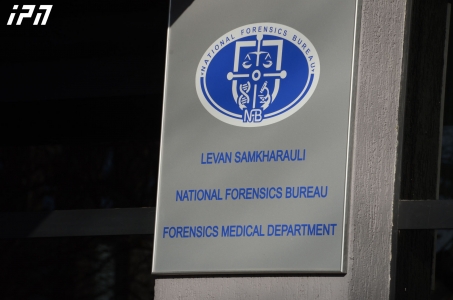 IPN
·NATIONAL FORENSICS BUREAU·
NFB
LEVAN SAMKHARAULI
NATIONAL FORENSICS BUREAU
FORENSICS MEDICAL DEPARTMENT